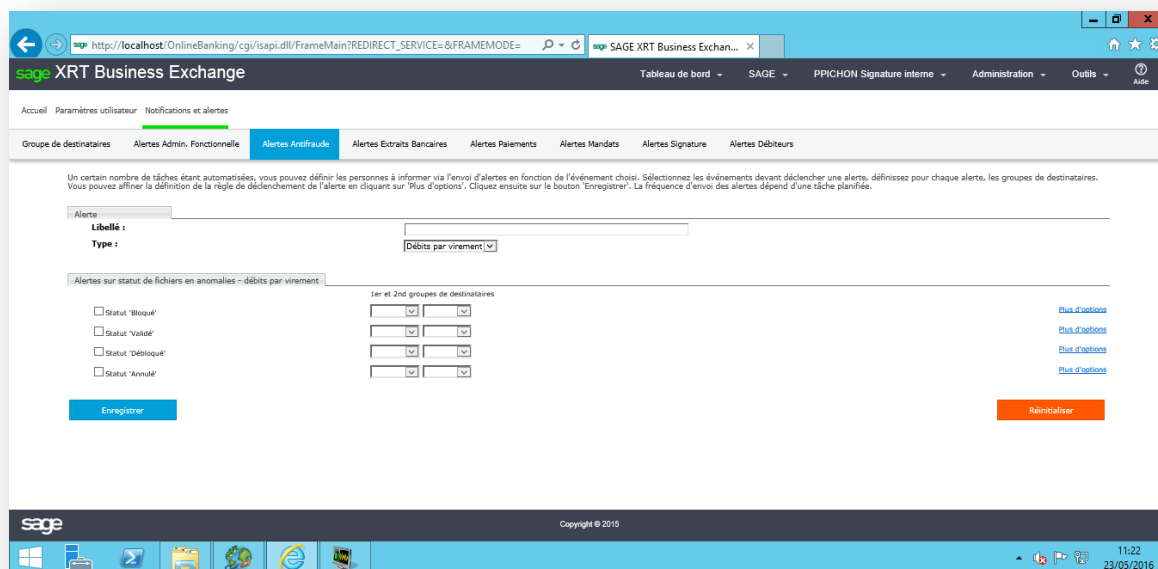 sage http://localhost/OnlineBanking/cgi/isapi.dll/FrameMain?REDIRECT_SERVICE=&FRAMEMODE=
sage SAGE XRT Business Exchan...
sage XRT Business Exchange
Tableau de bord SAGE PPICHON Signature interne Administration Outils
? Aide
Accueil Paramètres utilisateur Notifications et alertes
Groupe de destinataires Alertes Admin. Fonctionnelle Alertes Antifraude Alertes Extraits Bancaires Alertes Paiements Alertes Mandats Alertes Signature Alertes Débiteurs
Un certain nombre de tâches étant automatisées, vous pouvez définir les personnes à informer via l'envoi d'alertes en fonction de l'événement choisi. Sélectionnez les événements devant déclencher une alerte, définissez pour chaque alerte, les groupes de destinataires.
Vous pouvez affiner la définition de la règle de déclenchement de l'alerte en cliquant sur 'Plus d'options'. Cliquez ensuite sur le bouton 'Enregistrer'. La fréquence d'envoi des alertes dépend d'une tâche planifiée.
Alerte
Libellé :
Type : Débits par virement
Alertes sur statut de fichiers en anomalies - débits par virement
1er et 2nd groupes de destinataires
Statut 'Bloqué' Plus d'options
Statut 'Validé' Plus d'options
Statut 'Débloqué' Plus d'options
Statut 'Annulé' Plus d'options
Enregistrer Réinitialiser
sage Copyright © 2015
11:22
23/05/2016